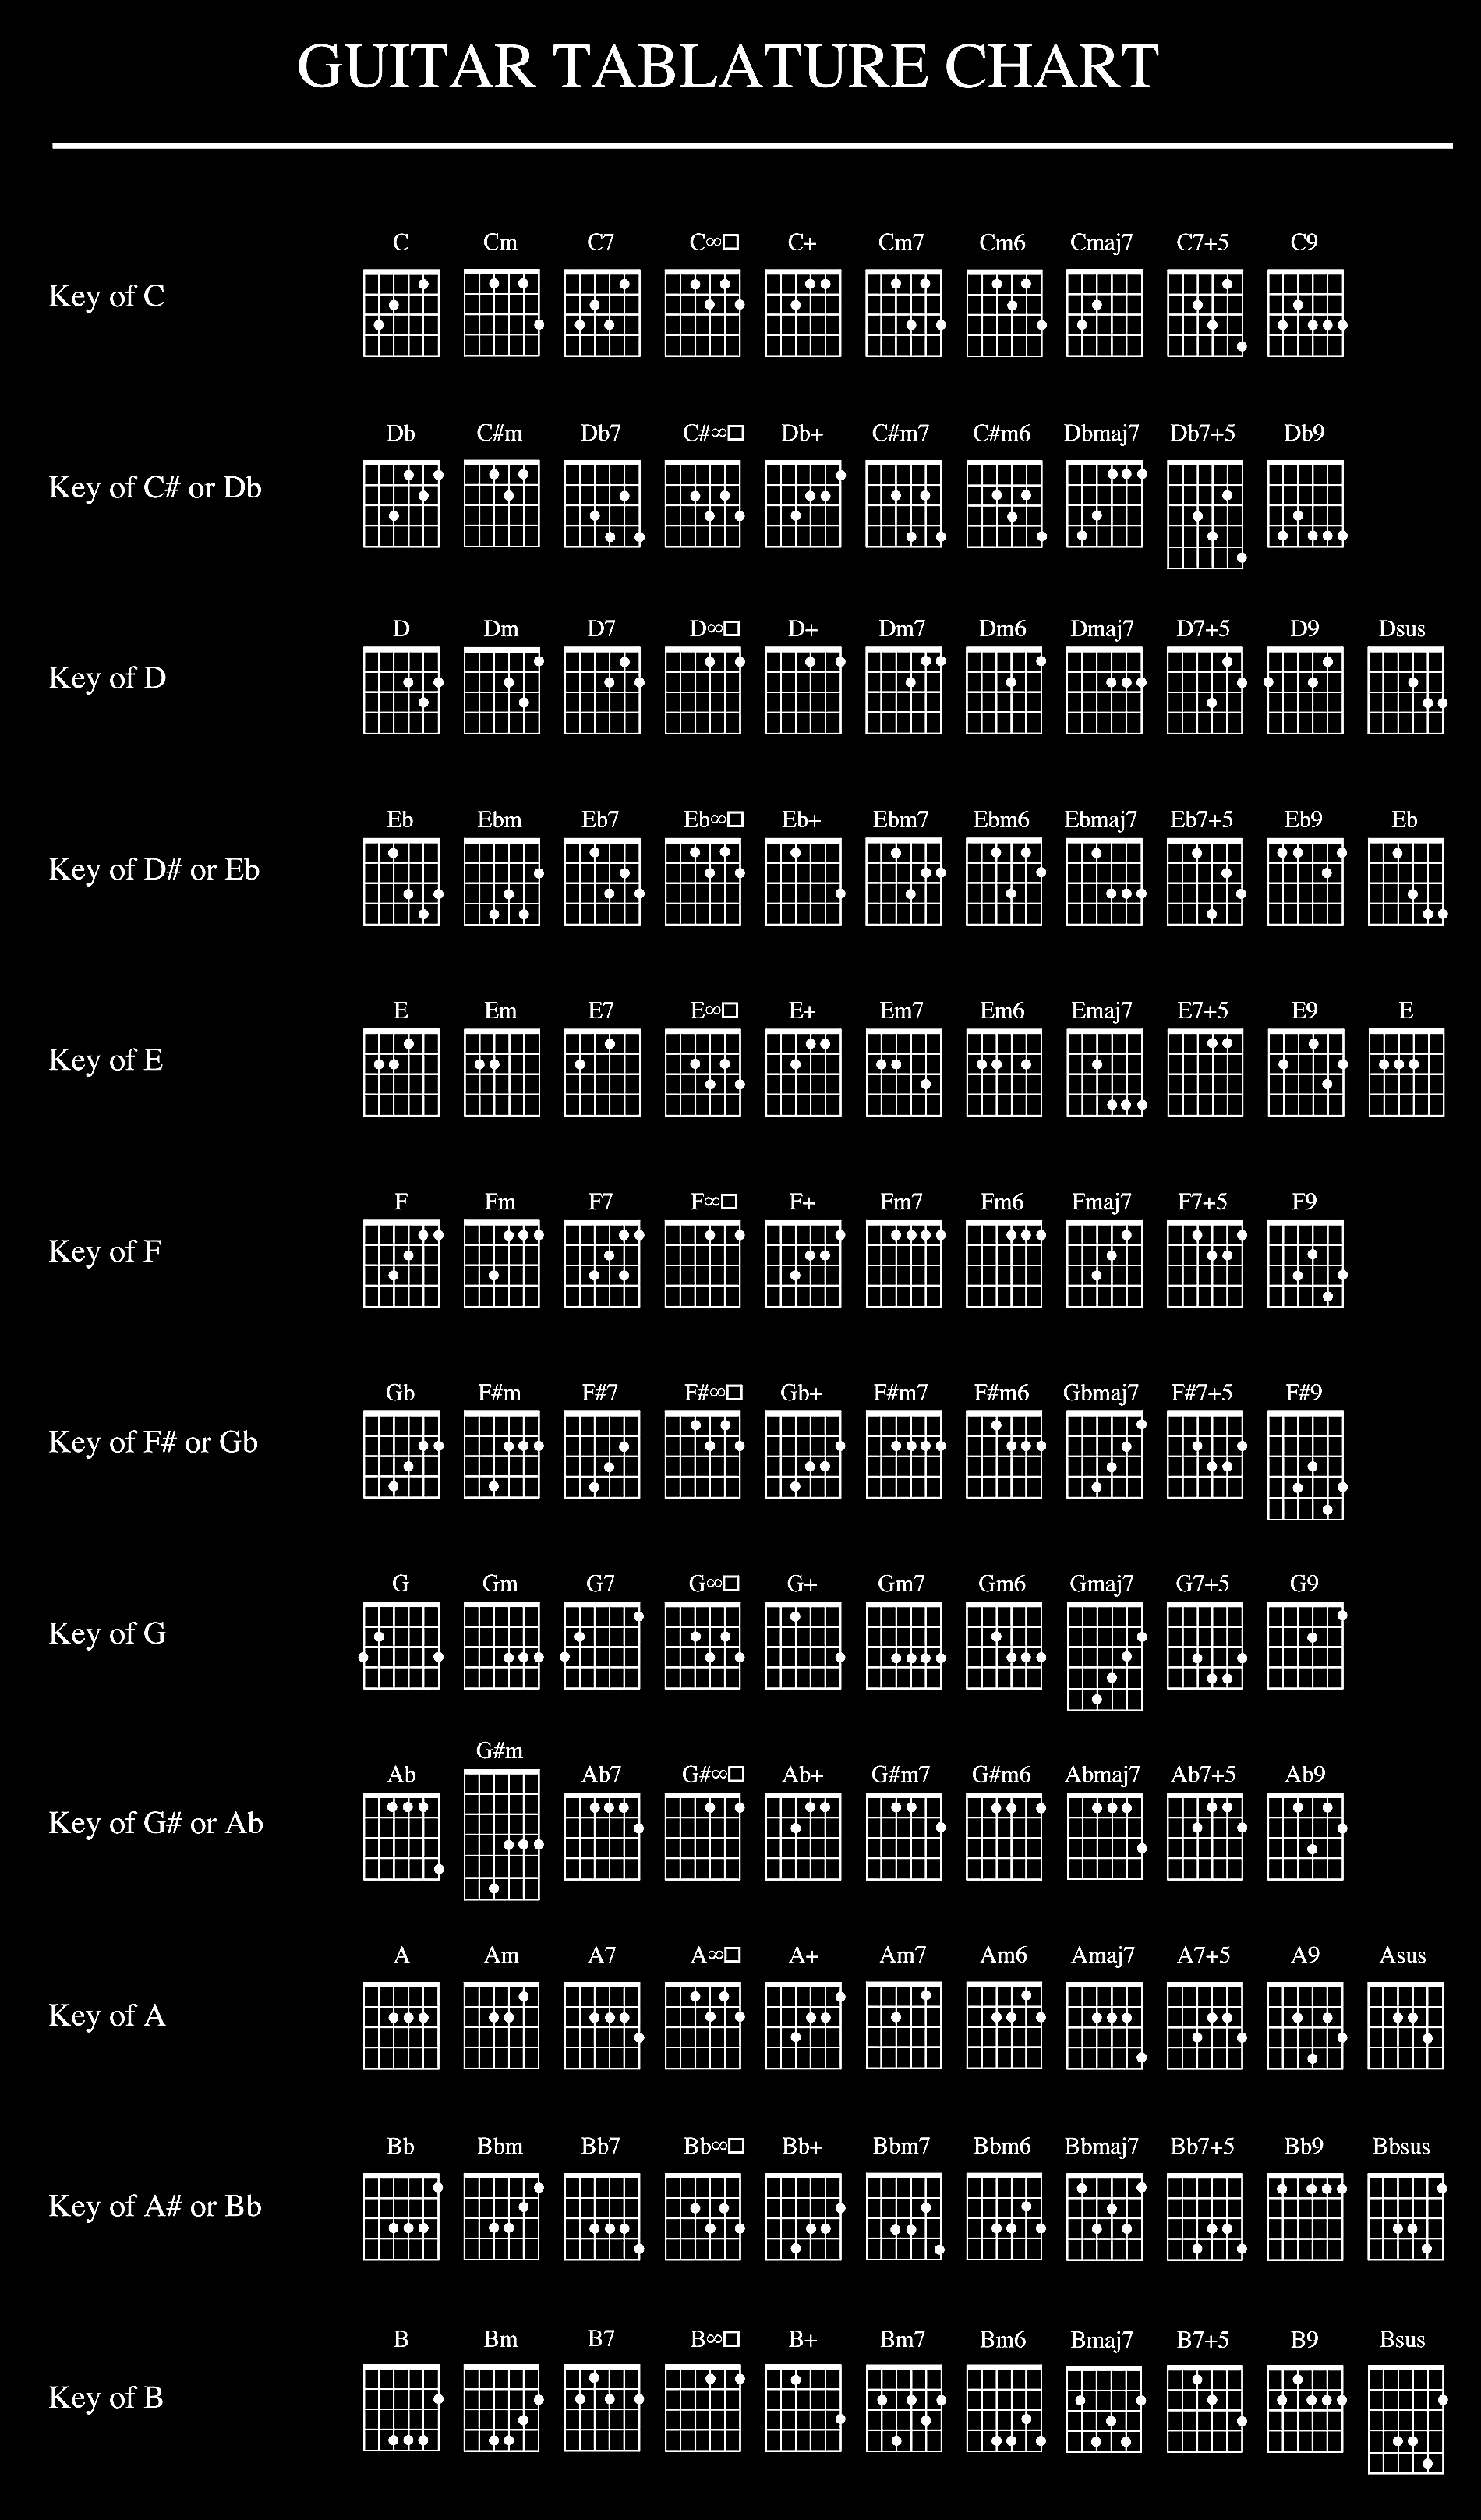 GUITAR TABLATURE CHART
C Cm C7 C∞□ C+ Cm7 Cm6 Cmaj7 C7+5 C9
Key of C
Db C#m Db7 C#∞□ Db+ C#m7 C#m6 Dbmaj7 Db7+5 Db9
Key of C# or Db
D Dm D7 D∞□ D+ Dm7 Dm6 Dmaj7 D7+5 D9 Dsus
Key of D
Eb Ebm Eb7 Eb∞□ Eb+ Ebm7 Ebm6 Ebmaj7 Eb7+5 Eb9 Eb
Key of D# or Eb
E Em E7 E∞□ E+ Em7 Em6 Emaj7 E7+5 E9 E
Key of E
F Fm F7 F∞□ F+ Fm7 Fm6 Fmaj7 F7+5 F9
Key of F
Gb F#m F#7 F#∞□ Gb+ F#m7 F#m6 Gbmaj7 F#7+5 F#9
Key of F# or Gb
G Gm G7 G∞□ G+ Gm7 Gm6 Gmaj7 G7+5 G9
Key of G
Ab G#m Ab7 G#∞□ Ab+ G#m7 G#m6 Abmaj7 Ab7+5 Ab9
Key of G# or Ab
A Am A7 A∞□ A+ Am7 Am6 Amaj7 A7+5 A9 Asus
Key of A
Bb Bbm Bb7 Bb∞□ Bb+ Bbm7 Bbm6 Bbmaj7 Bb7+5 Bb9 Bbsus
Key of A# or Bb
B Bm B7 B∞□ B+ Bm7 Bm6 Bmaj7 B7+5 B9 Bsus
Key of B